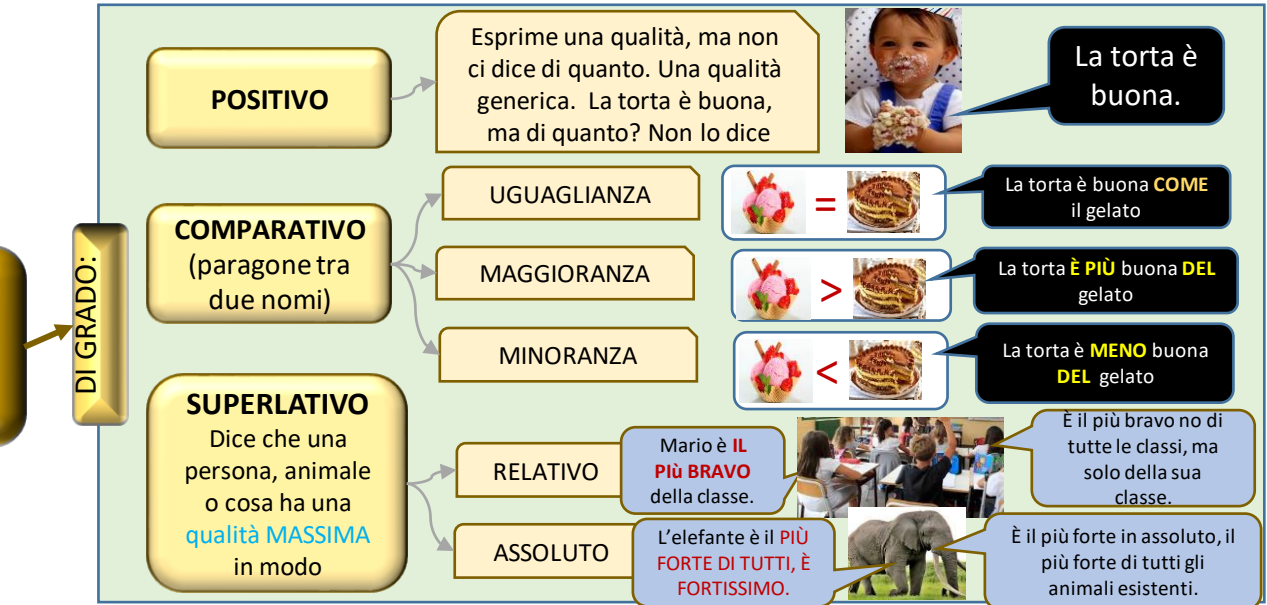 DI GRADO:
POSITIVO
Esprime una qualità, ma non
ci dice di quanto. Una qualità
generica. La torta è buona,
ma di quanto? Non lo dice
La torta è
buona.
COMPARATIVO
(paragone tra
due nomi)
UGUAGLIANZA
=
La torta è buona COME
il gelato
MAGGIORANZA
>
La torta È PIÙ buona DEL
gelato
MINORANZA
<
La torta è MENO buona
DEL gelato
SUPERLATIVO
Dice che una
persona, animale
o cosa ha una
qualità MASSIMA
in modo
RELATIVO
Mario è IL
PIù BRAVO
della classe.
È il più bravo no di
tutte le classi, ma
solo della sua
classe.
ASSOLUTO
L'elefante è il PIÙ
FORTE DI TUTTI, È
FORTISSIMO.
È il più forte in assoluto, il
più forte di tutti gli
animali esistenti.